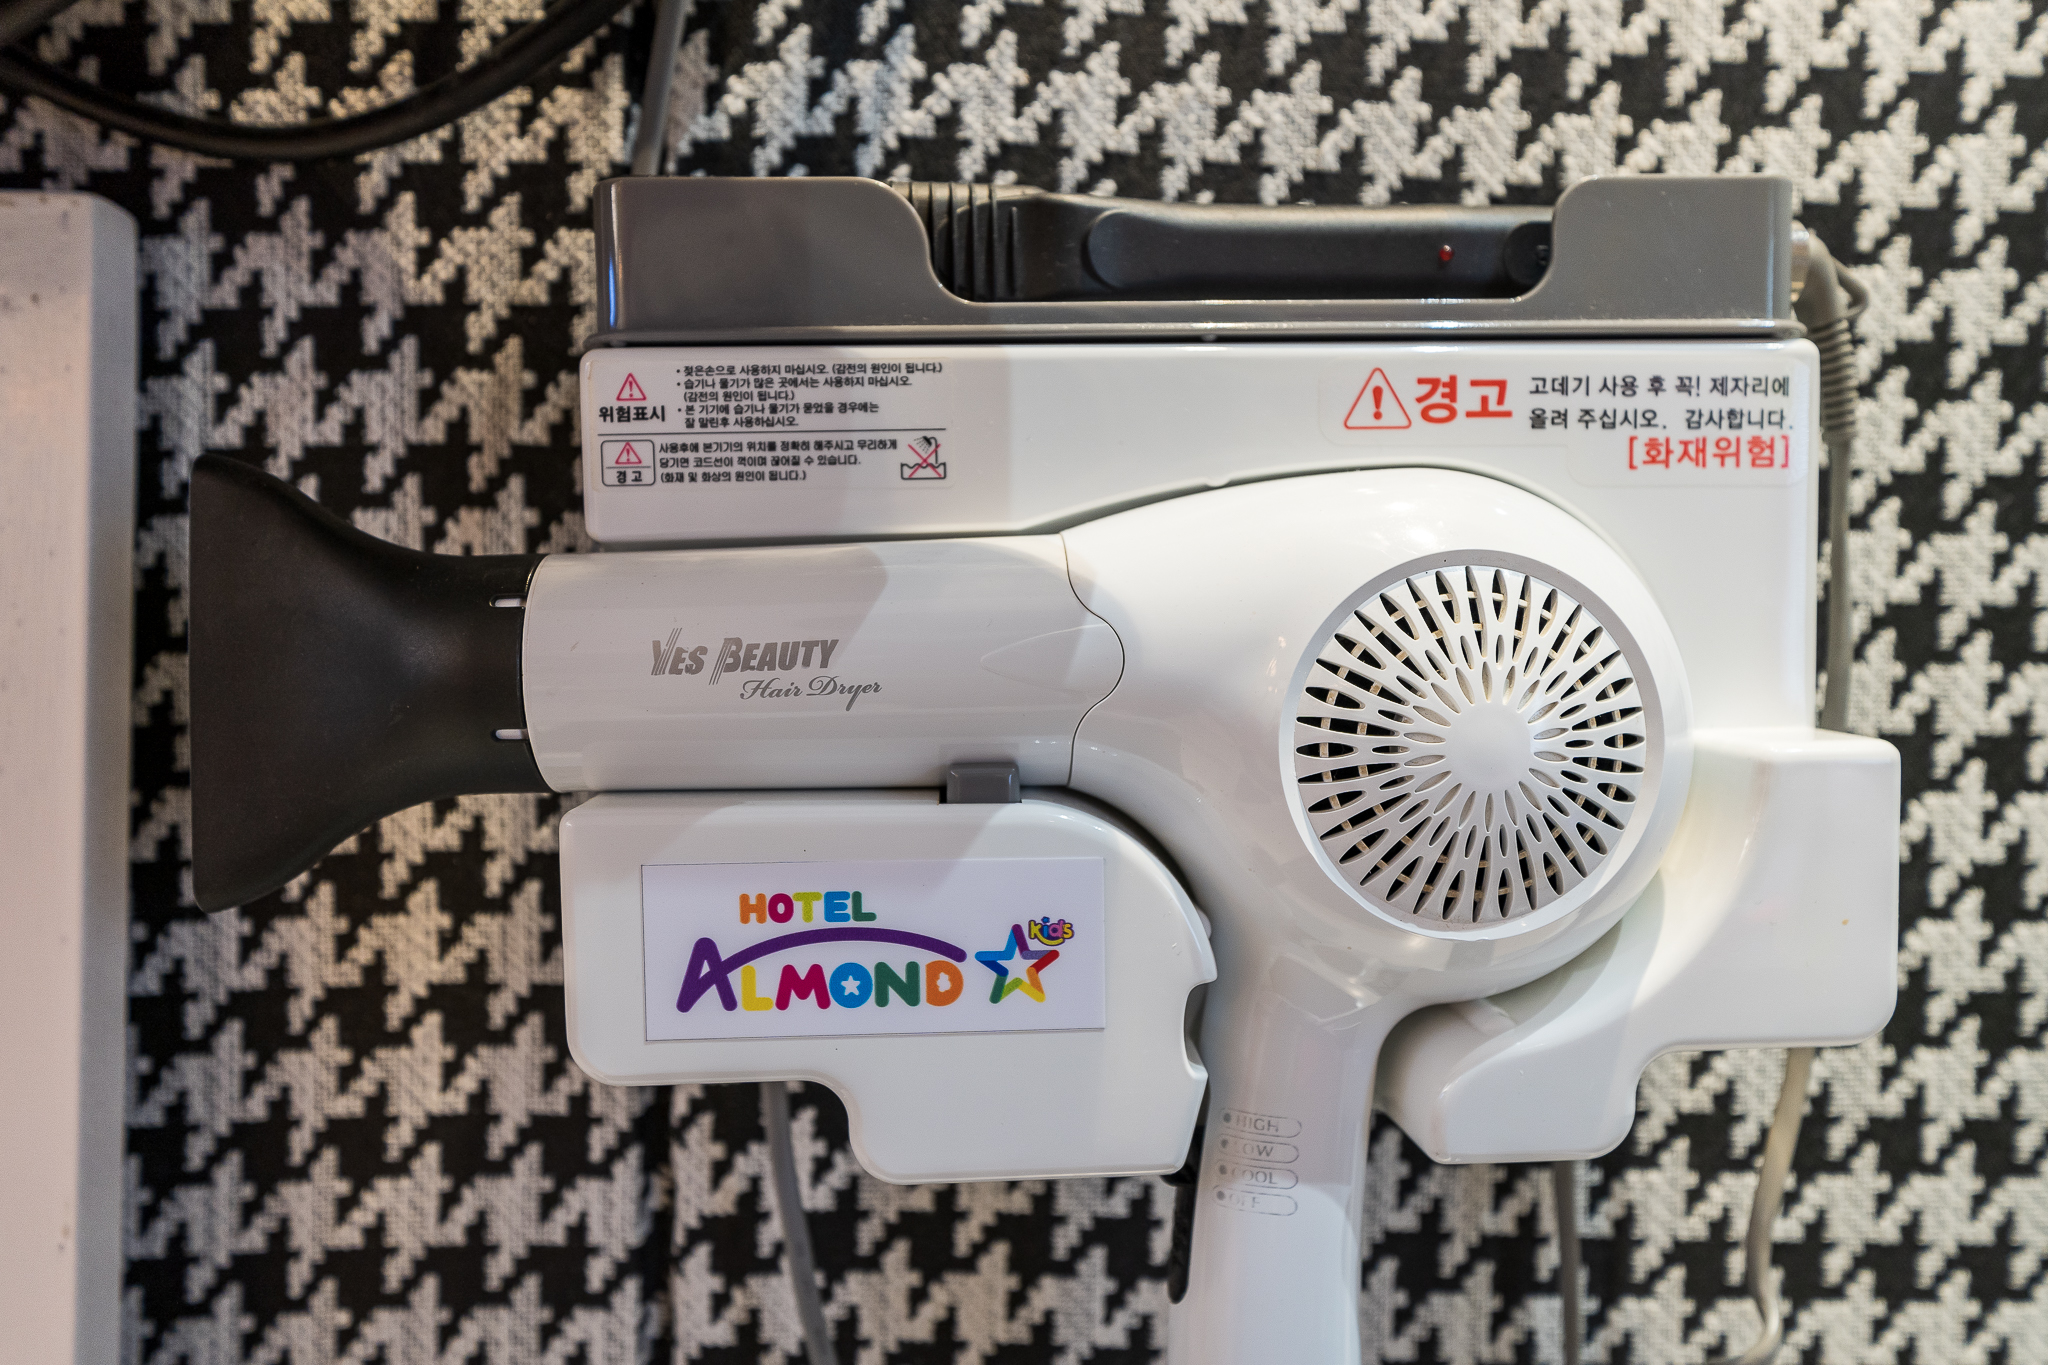 위험표시
• 젖은손으로 사용하지 마십시오. (감전의 원인이 됩니다.)
• 습기나 물기가 많은 곳에서는 사용하지 마십시오.
(감전의 원인이 됩니다.)
• 본 기기에 습기나 물기가 묻었을 경우에는
잘 말린후 사용하십시오.
경 고
사용후에 본기기의 위치를 정확히 해주시고 무리하게
당기면 코드선이 꺽이며 끊어질 수 있습니다.
(화재 및 화상의 원인이 됩니다.)
경고
고데기 사용 후 꼭! 제자리에
올려 주십시오. 감사합니다.
[화재위험]
YES BEAUTY
Hair Dryer
HOTEL
ALMOND
kids
HIGH
LOW
COOL
OFF